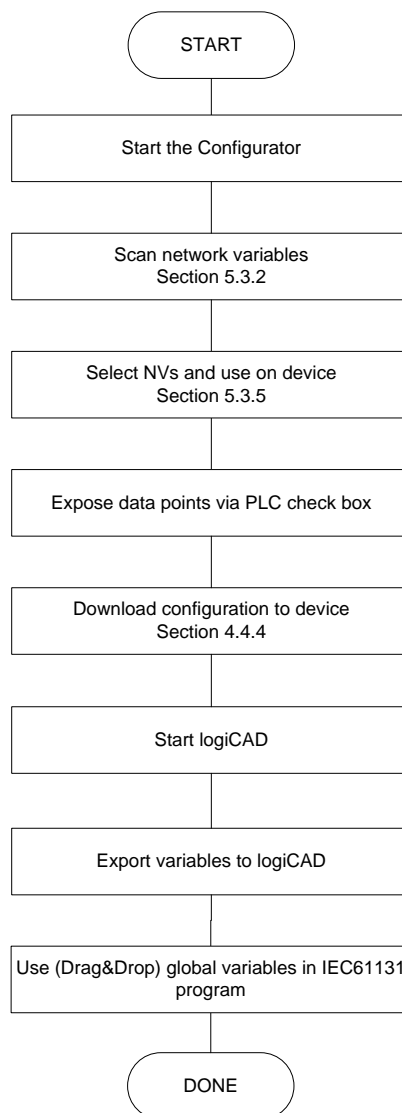 START
Start the Configurator
Scan network variables
Section 5.3.2
Select NVs and use on device
Section 5.3.5
Expose data points via PLC check box
Download configuration to device
Section 4.4.4
Start logiCAD
Export variables to logiCAD
Use (Drag&Drop) global variables in IEC61131
program
DONE